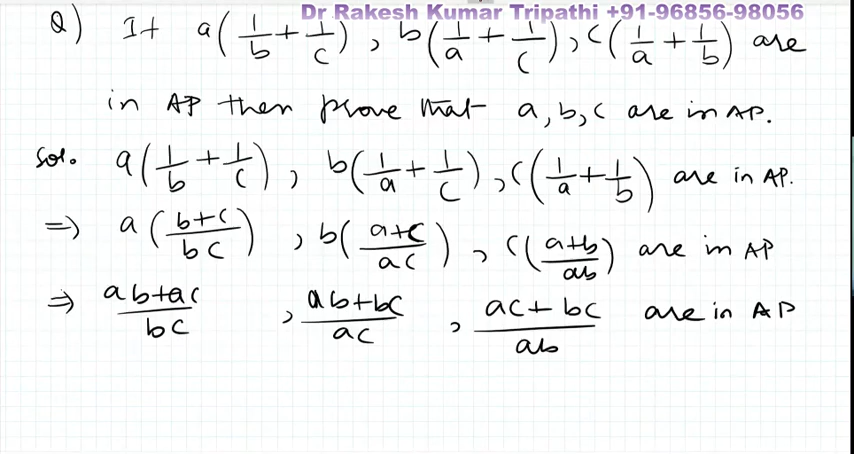 Dr Rakesh Kumar Tripathi +91-96856-98056
Q) If a(1/b + 1/c), b(1/a + 1/c), c(1/a + 1/b) are
in AP then prove that a, b, c are in AP.
Sol. a(1/b + 1/c), b(1/a + 1/c), c(1/a + 1/b) are in AP.
⇒ a((b+c)/bc), b((a+c)/ac), c((a+b)/ab) are in AP
⇒ (ab+ac)/bc, (ab+bc)/ac, (ac+bc)/ab are in AP